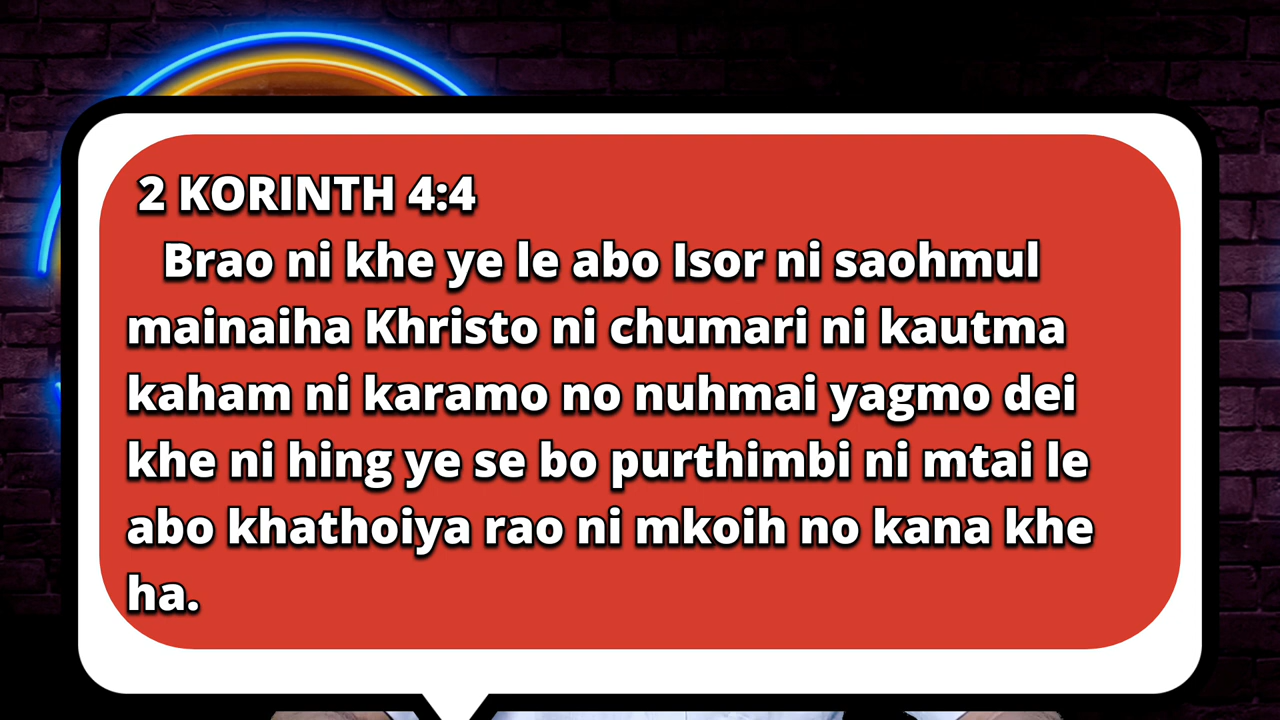 2 KORINTH 4:4
Brao ni khe ye le abo Isor ni saohmul
mainaiha Khristo ni chumari ni kautma
kaham ni karamo no nuhmai yagmo dei
khe ni hing ye se bo purthimbi ni mtai le
abo khathoiya rao ni mkoih no kana khe
ha.